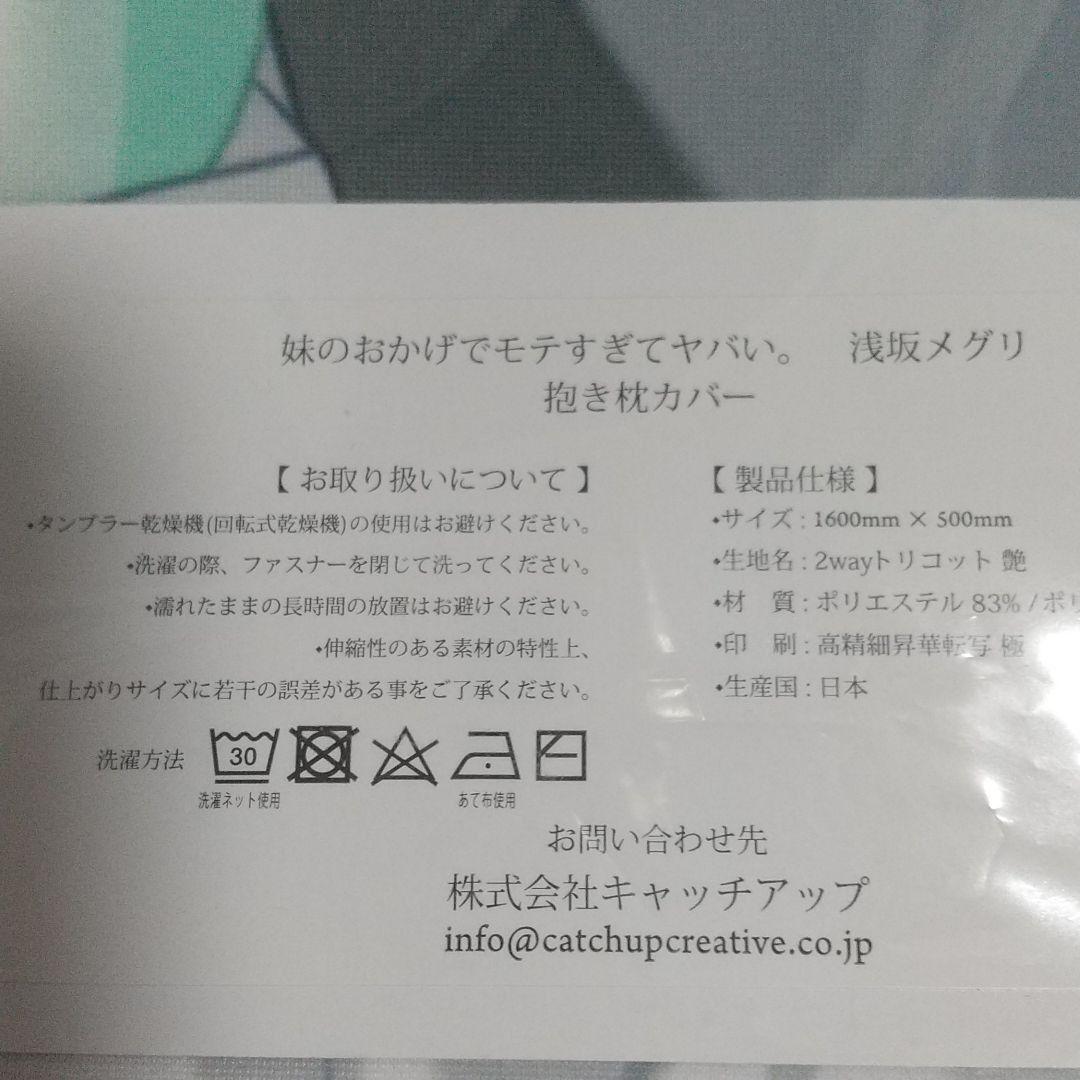 妹のおかげでモテすぎてヤバい。　浅坂メグリ
抱き枕カバー
【 お取り扱いについて 】
・タンブラー乾燥機(回転式乾燥機)の使用はお避けください。
・洗濯の際、ファスナーを閉じて洗ってください。
・濡れたままの長時間の放置はお避けください。
・伸縮性のある素材の特性上、
仕上がりサイズに若干の誤差がある事をご了承ください。
【 製品仕様 】
・サイズ : 1600mm × 500mm
・生地名 : 2wayトリコット 艶
・材　質 : ポリエステル 83% / ポリ
・印　刷 : 高精細昇華転写 極
・生産国 : 日本
洗濯方法
30
洗濯ネット使用
あて布使用
お問い合わせ先
株式会社キャッチアップ
info@catchupcreative.co.jp